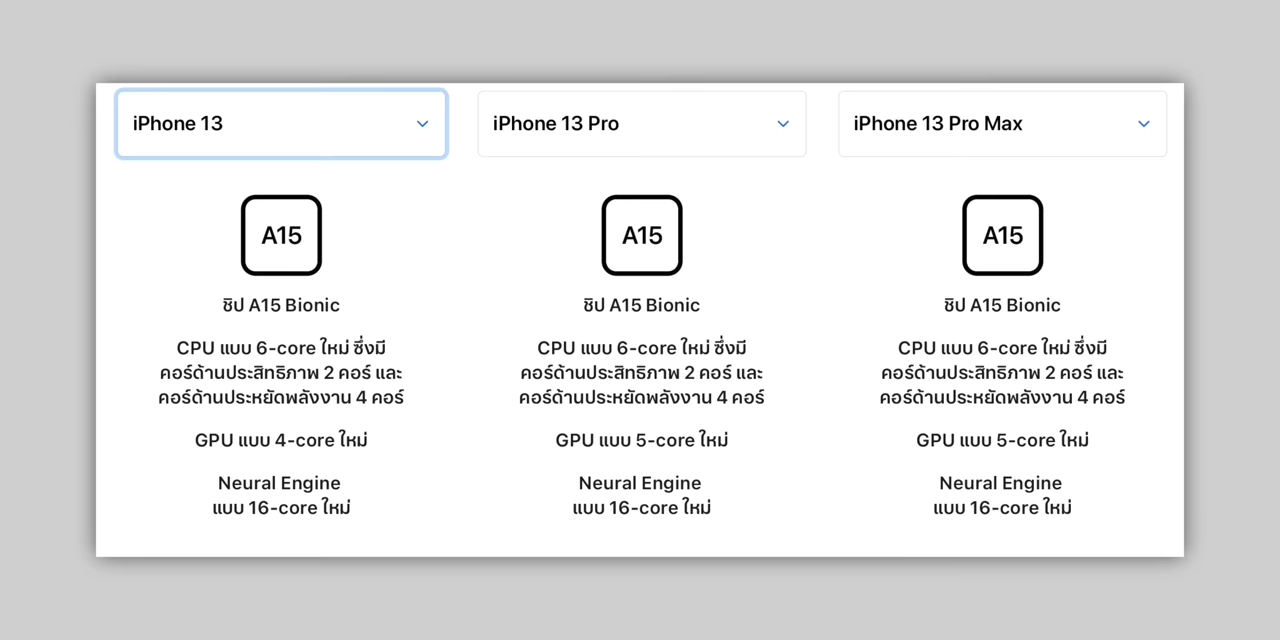 iPhone 13
A15
ชิป A15 Bionic
CPU แบบ 6-core ใหม่ ซึ่งมี
คอร์ด้านประสิทธิภาพ 2 คอร์ และ
คอร์ด้านประหยัดพลังงาน 4 คอร์
GPU แบบ 4-core ใหม่
Neural Engine
แบบ 16-core ใหม่
iPhone 13 Pro
A15
ชิป A15 Bionic
CPU แบบ 6-core ใหม่ ซึ่งมี
คอร์ด้านประสิทธิภาพ 2 คอร์ และ
คอร์ด้านประหยัดพลังงาน 4 คอร์
GPU แบบ 5-core ใหม่
Neural Engine
แบบ 16-core ใหม่
iPhone 13 Pro Max
A15
ชิป A15 Bionic
CPU แบบ 6-core ใหม่ ซึ่งมี
คอร์ด้านประสิทธิภาพ 2 คอร์ และ
คอร์ด้านประหยัดพลังงาน 4 คอร์
GPU แบบ 5-core ใหม่
Neural Engine
แบบ 16-core ใหม่